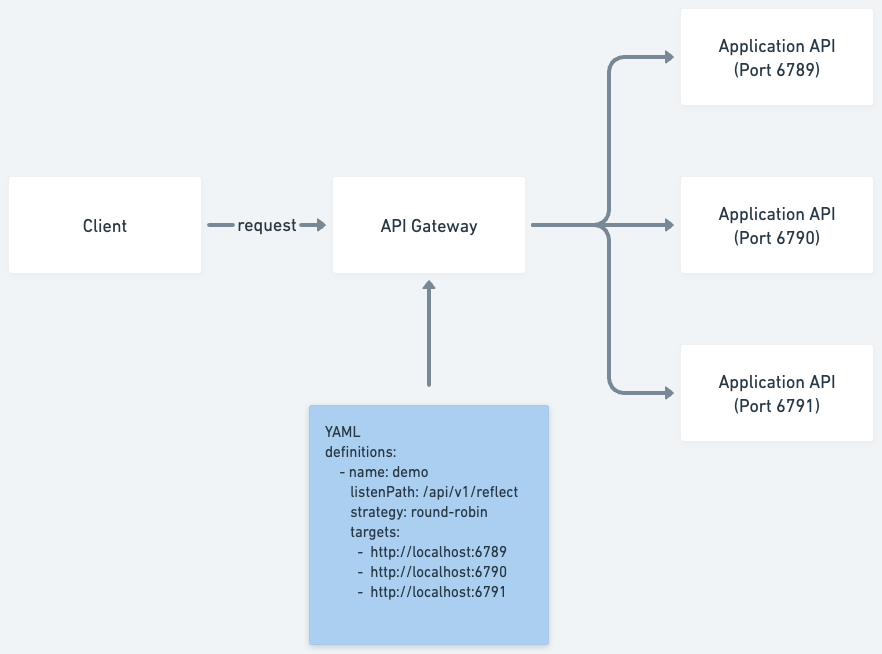 Application API
(Port 6789)
Client
request
API Gateway
Application API
(Port 6790)
Application API
(Port 6791)
YAML
definitions:
- name: demo
listenPath: /api/v1/reflect
strategy: round-robin
targets:
- http://localhost:6789
- http://localhost:6790
- http://localhost:6791